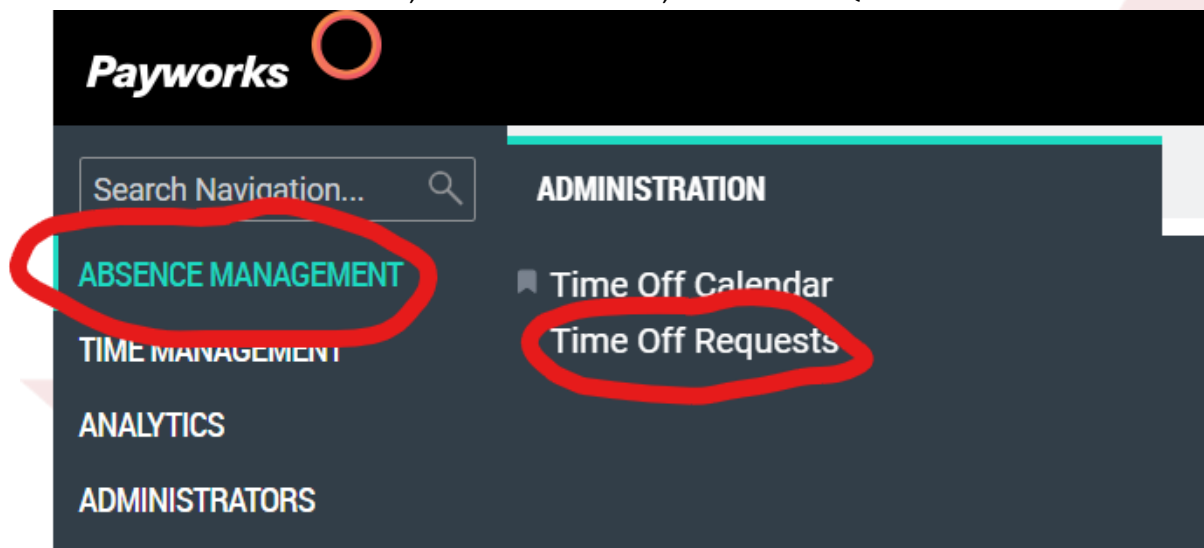 Payworks
Search Navigation...
ADMINISTRATION
ABSENCE MANAGEMENT
Time Off Calendar
Time Off Requests
TIME MANAGEMENT
ANALYTICS
ADMINISTRATORS